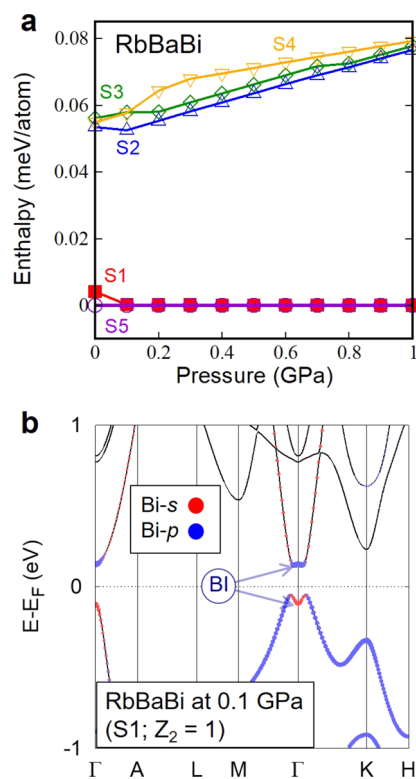 a
RbBaBi
S4
S3
S2
S1
S5
0.08
0.06
0.04
0.02
0
Enthalpy (meV/atom)
0 0.2 0.4 0.6 0.8 1
Pressure (GPa)
b
1
0
-1
E-E_F (eV)
Bi-s
Bi-p
BI
RbBaBi at 0.1 GPa
(S1; Z₂ = 1)
Γ A L M Γ K H